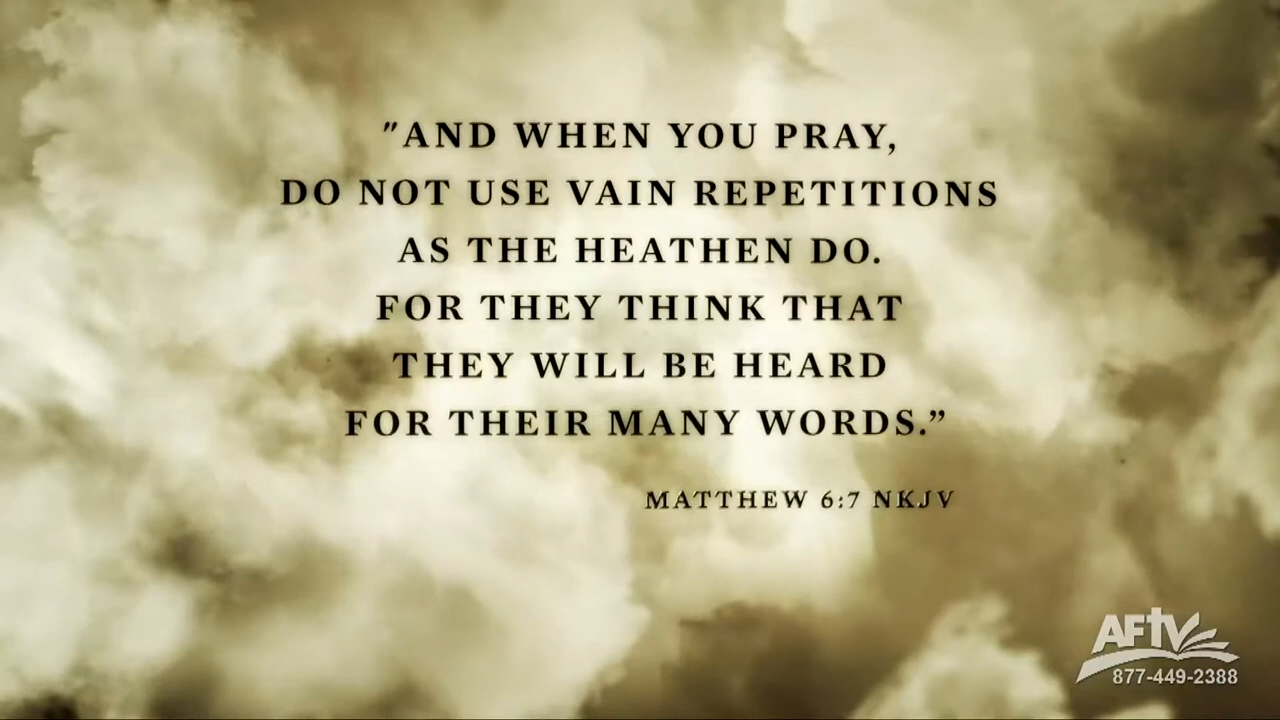 "AND WHEN YOU PRAY,
DO NOT USE VAIN REPETITIONS
AS THE HEATHEN DO.
FOR THEY THINK THAT
THEY WILL BE HEARD
FOR THEIR MANY WORDS.”
MATTHEW 6:7 NKJV
AFTV
877-449-2388